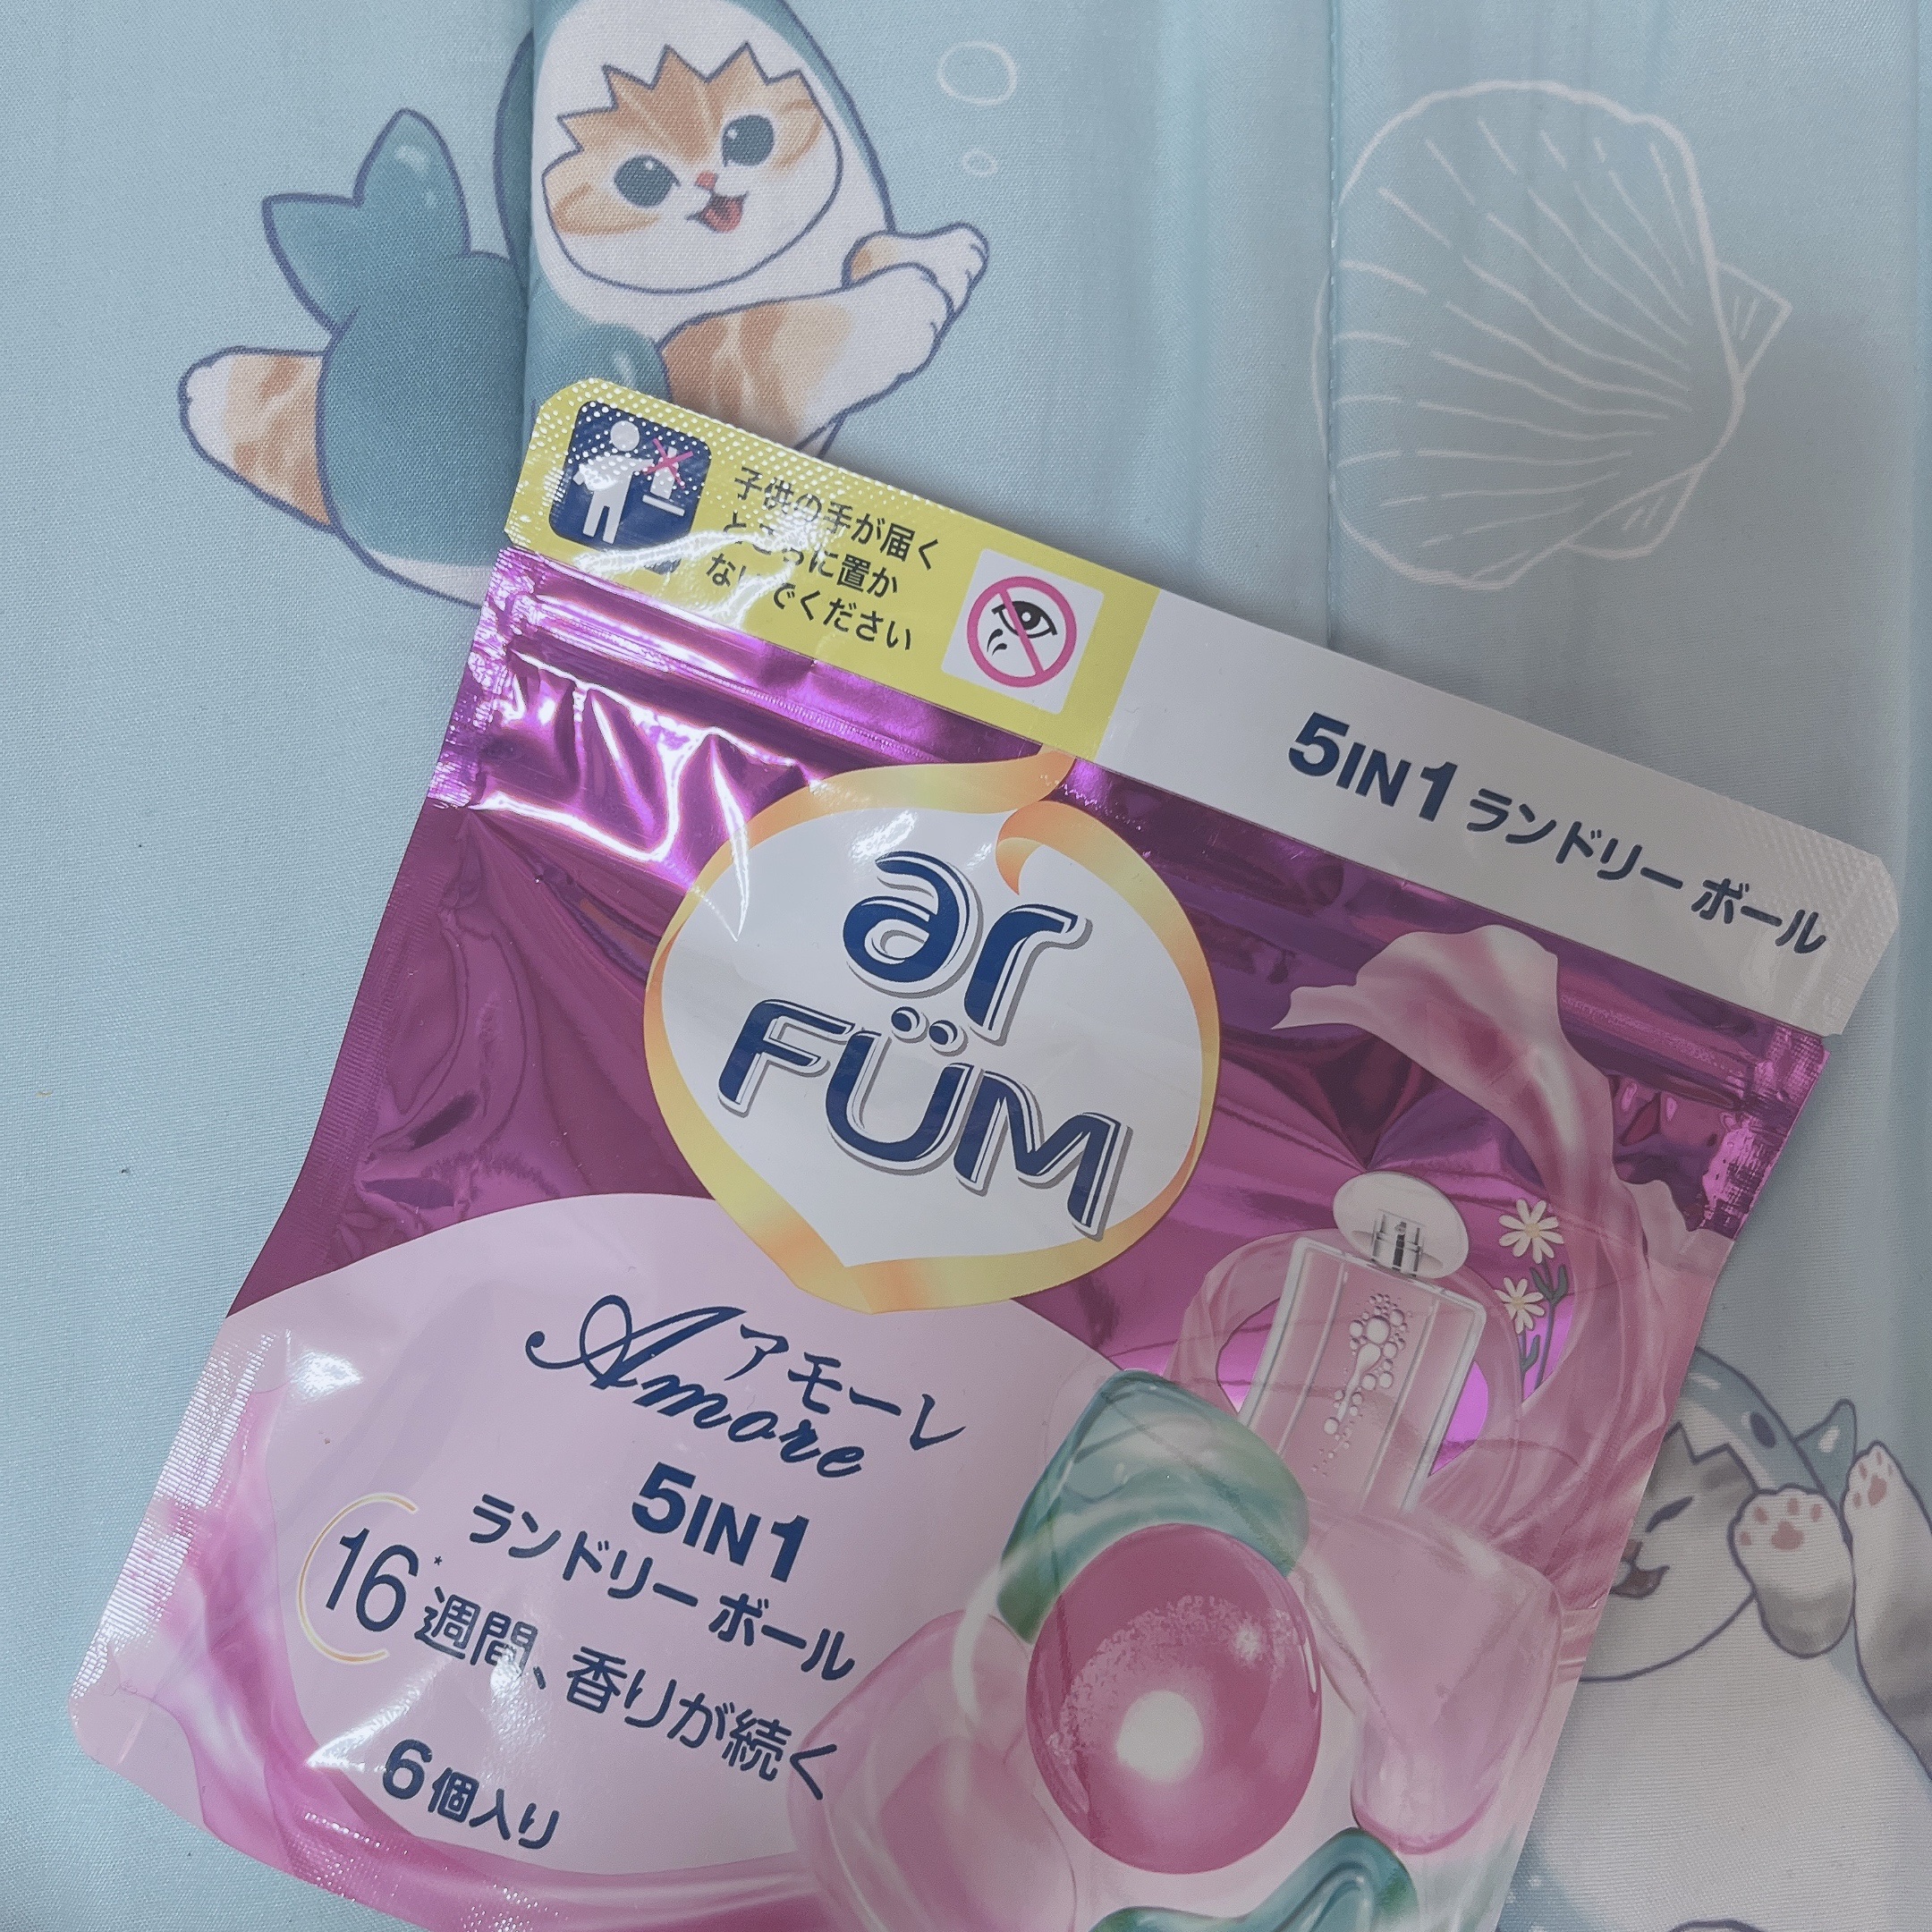 子供の手が届く
ところに置か
ないでください
5IN1 ランドリー ボール
ar
FÜM
アモーレ
Amore
5IN1
ランドリー ボール
16*週間、香りが続く
6個入り